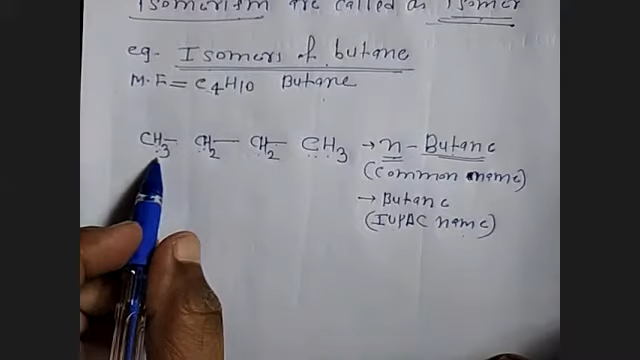 Isomerism are called as Isomer
eg- Isomers of butane
M.F = C4H10 Butane
CH3- CH2 — CH2 - CH3 → n - Butane
(Common name)
→ Butane
(IUPAC name)